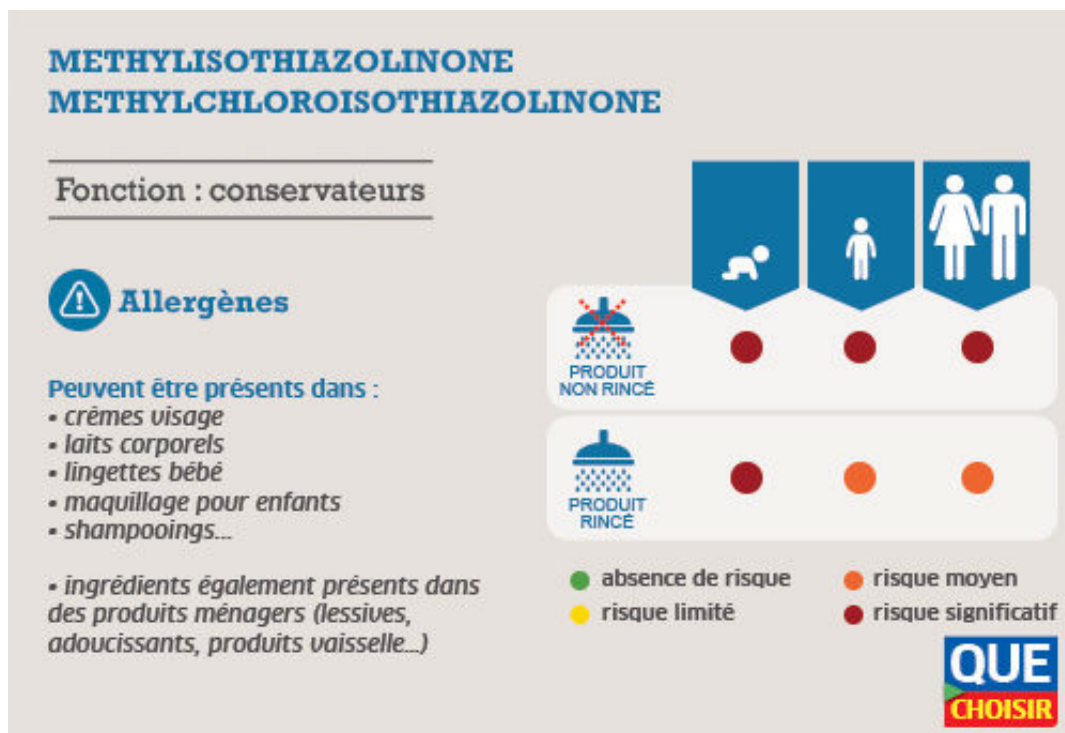 METHYLISOTHIAZOLINONE
METHYLCHLOROISOTHIAZOLINONE
Fonction : conservateurs
Allergènes
Peuvent être présents dans :
• crèmes visage
• laits corporels
• lingettes bébé
• maquillage pour enfants
• shampooings...
• ingrédients également présents dans
des produits ménagers (lessives,
adoucissants, produits vaisselle...)
PRODUIT
NON RINCÉ
PRODUIT
RINCÉ
absence de risque
risque moyen
risque limité
risque significatif
QUE
CHOISIR